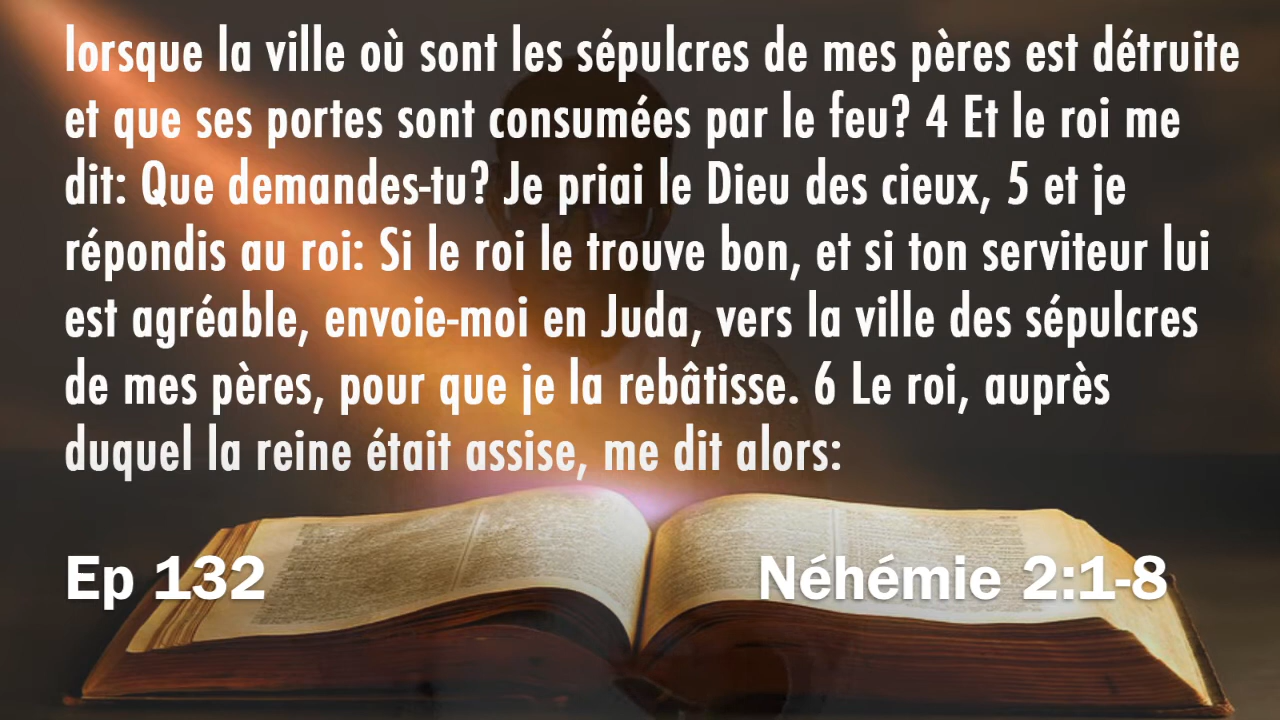 lorsque la ville où sont les sépulcres de mes pères est détruite
et que ses portes sont consumées par le feu? 4 Et le roi me
dit: Que demandes-tu? Je priai le Dieu des cieux, 5 et je
répondis au roi: Si le roi le trouve bon, et si ton serviteur lui
est agréable, envoie-moi en Juda, vers la ville des sépulcres
de mes pères, pour que je la rebâtisse. 6 Le roi, auprès
duquel la reine était assise, me dit alors:
Ep 132
Néhémie 2:1-8